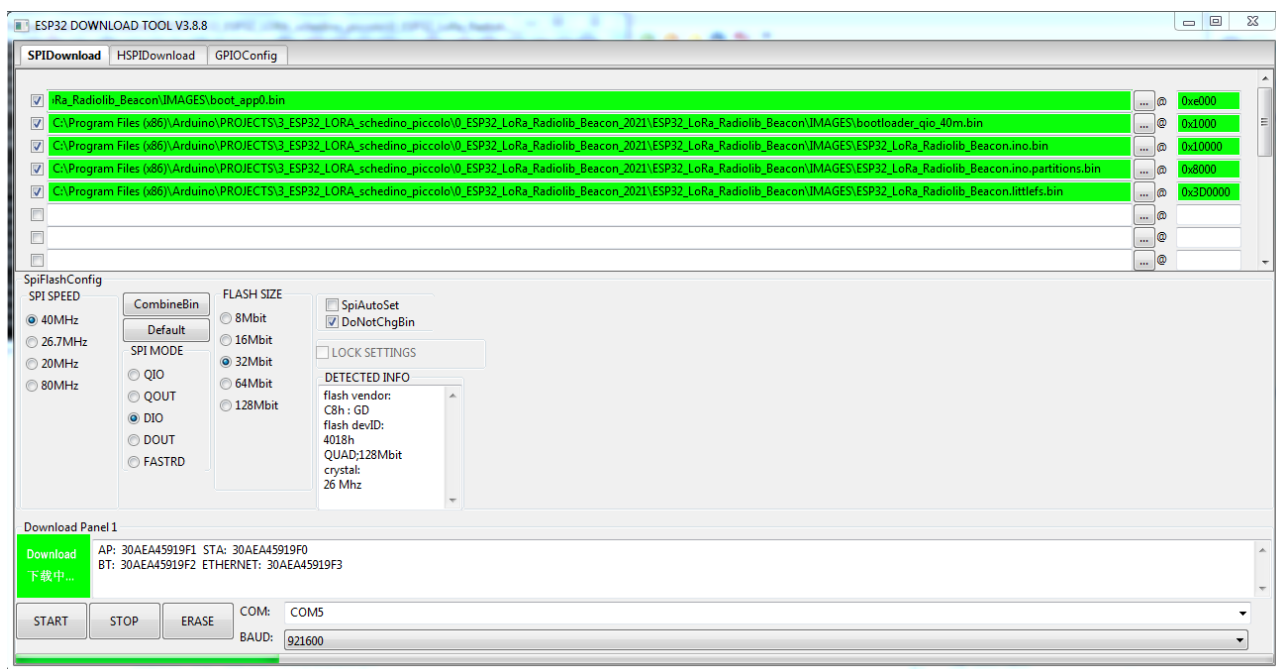 ESP32 DOWNLOAD TOOL V3.8.8
SPIDownload HSPIDownload GPIOConfig
Ra_Radiolib_Beacon\IMAGES\boot_app0.bin ... @ 0xe000
C:\Program Files (x86)\Arduino\PROJECTS\3_ESP32_LORA_schedino_piccolo\0_ESP32_LoRa_Radiolib_Beacon_2021\ESP32_LoRa_Radiolib_Beacon\IMAGES\bootloader_qio_40m.bin ... @ 0x1000
C:\Program Files (x86)\Arduino\PROJECTS\3_ESP32_LORA_schedino_piccolo\0_ESP32_LoRa_Radiolib_Beacon_2021\ESP32_LoRa_Radiolib_Beacon\IMAGES\ESP32_LoRa_Radiolib_Beacon.ino.bin ... @ 0x10000
C:\Program Files (x86)\Arduino\PROJECTS\3_ESP32_LORA_schedino_piccolo\0_ESP32_LoRa_Radiolib_Beacon_2021\ESP32_LoRa_Radiolib_Beacon\IMAGES\ESP32_LoRa_Radiolib_Beacon.ino.partitions.bin ... @ 0x8000
C:\Program Files (x86)\Arduino\PROJECTS\3_ESP32_LORA_schedino_piccolo\0_ESP32_LoRa_Radiolib_Beacon_2021\ESP32_LoRa_Radiolib_Beacon\IMAGES\ESP32_LoRa_Radiolib_Beacon.littlefs.bin ... @ 0x3D0000
... @
... @
... @
SpiFlashConfig
SPI SPEED
40MHz
26.7MHz
20MHz
80MHz
CombineBin
Default
SPI MODE
QIO
QOUT
DIO
DOUT
FASTRD
FLASH SIZE
8Mbit
16Mbit
32Mbit
64Mbit
128Mbit
SpiAutoSet
DoNotChgBin
LOCK SETTINGS
DETECTED INFO
flash vendor:
C8h : GD
flash devID:
4018h
QUAD;128Mbit
crystal:
26 Mhz
Download Panel 1
Download
下载中...
AP: 30AEA45919F1 STA: 30AEA45919F0
BT: 30AEA45919F2 ETHERNET: 30AEA45919F3
START STOP ERASE
COM: COM5
BAUD: 921600